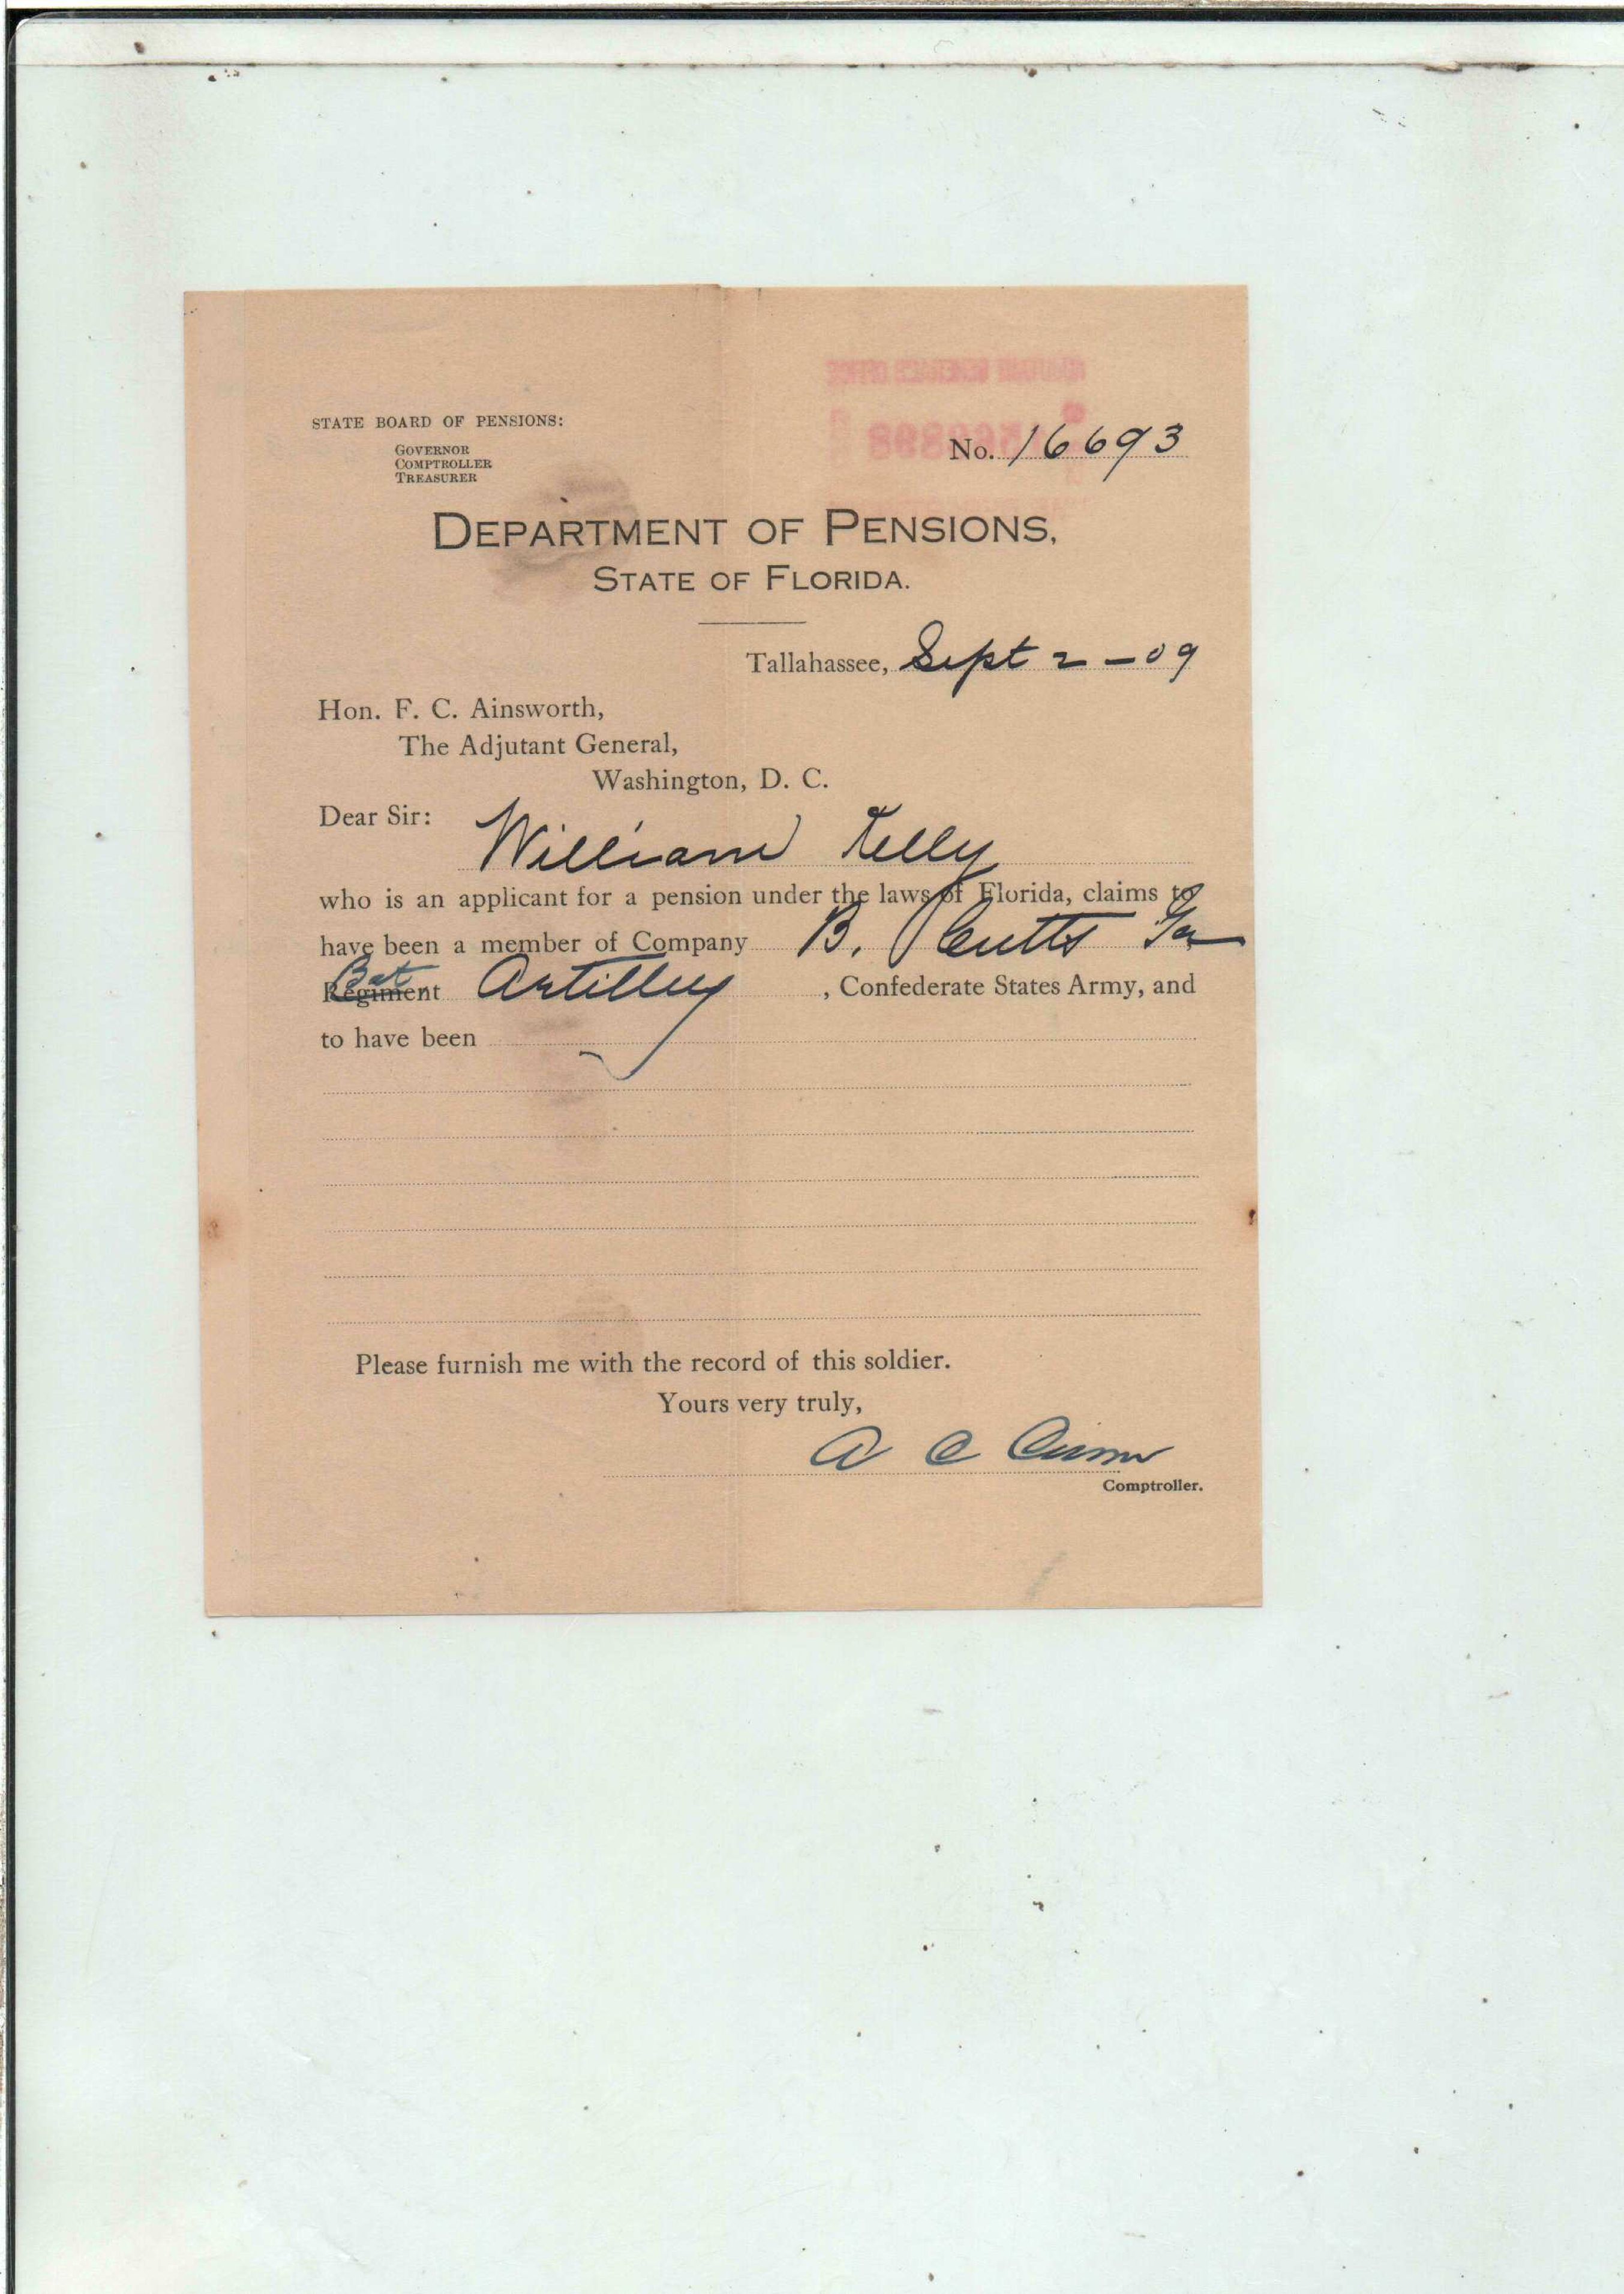 STATE BOARD OF PENSIONS:
GOVERNOR
COMPTROLLER
TREASURER
No. 16693
DEPARTMENT OF PENSIONS,
STATE OF FLORIDA.
Tallahassee, Sept 2 - 09
Hon. F. C. Ainsworth,
The Adjutant General,
Washington, D. C.
Dear Sir:
William Kelly
who is an applicant for a pension under the laws of Florida, claims to
have been a member of Company B. Cutts Ga
Bat.
Regiment Artillery , Confederate States Army, and
to have been
Please furnish me with the record of this soldier.
Yours very truly,
A C Croom
Comptroller.